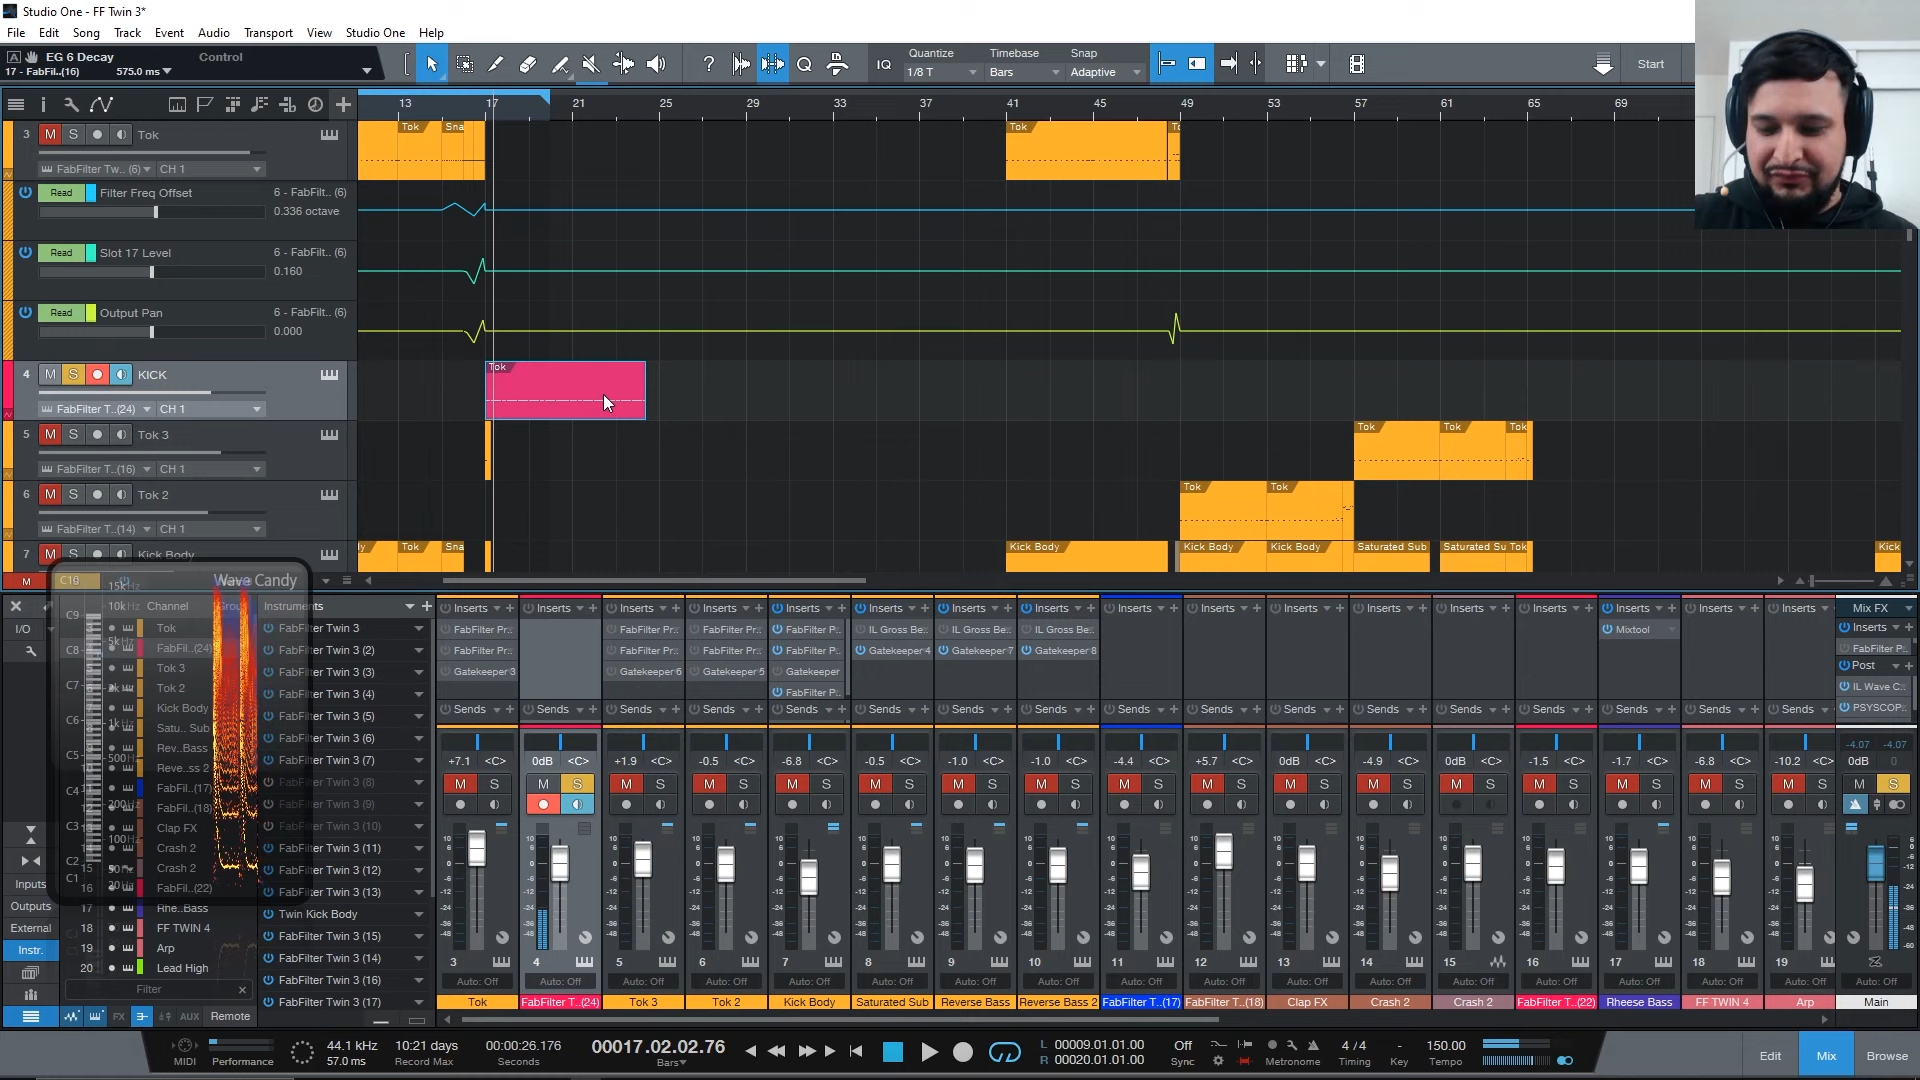 Studio One - FF Twin 3*
File Edit Song Track Event Audio Transport View Studio One Help
EG 6 Decay Control
17 - FabFil..(16) 575.0 ms
Quantize Timebase Snap
IQ 1/8 T Bars Adaptive Start
13 17 21 25 29 33 37 41 45 49 53 57 61 65 69
3 M S Tok
FabFilter Tw.. (6) CH 1
Tok Sna Tok
Read Filter Freq Offset 6 - FabFilt.. (6)
0.336 octave
Read Slot 17 Level 6 - FabFilt.. (6)
0.160
Read Output Pan 6 - FabFilt.. (6)
0.000
4 M S KICK Tok
FabFilter T..(24) CH 1
5 M S Tok 3 Tok Tok Tok
FabFilter T..(16) CH 1
6 M S Tok 2 Tok Tok
FabFilter T..(14) CH 1
7 M S Kick Body Tok Sna Kick Body Kick Body Kick Body Saturated Sub Saturated Su Tok Kick
M C16 Wave Candy
I/O Channel Instruments
Tok
FabFil..(24)
Tok 3
Tok 2
Kick Body
Satu.. Sub
Rev..Bass
Reve..ss 2
FabFil..(17)
FabFil..(18)
Clap FX
Crash 2
Crash 2
16 FabFil..(22)
17 Rhe..Bass
18 FF TWIN 4
19 Arp
20 Lead High
Filter
Inputs
Outputs
External
Instr.
FX AUX Remote
FabFilter Twin 3
FabFilter Twin 3 (2)
FabFilter Twin 3 (3)
FabFilter Twin 3 (4)
FabFilter Twin 3 (5)
FabFilter Twin 3 (6)
FabFilter Twin 3 (7)
FabFilter Twin 3 (8)
FabFilter Twin 3 (9)
FabFilter Twin 3 (10)
FabFilter Twin 3 (11)
FabFilter Twin 3 (12)
FabFilter Twin 3 (13)
Twin Kick Body
FabFilter Twin 3 (15)
FabFilter Twin 3 (14)
FabFilter Twin 3 (16)
FabFilter Twin 3 (17)
Inserts Inserts Inserts Inserts Inserts Inserts Inserts Inserts Inserts Inserts Inserts Inserts Inserts Inserts Inserts Inserts Inserts Mix FX
FabFilter Pr.. FabFilter Pr.. FabFilter Pr.. FabFilter P.. IL Gross Be.. IL Gross Be.. IL Gross Be.. Mixtool Inserts
FabFilter Pr.. FabFilter Pr.. FabFilter Pr.. FabFilter P.. Gatekeeper 4 Gatekeeper 7 Gatekeeper 8 FabFilter P..
Gatekeeper 3 Gatekeeper 6 Gatekeeper 5 Gatekeeper Post
FabFilter P.. IL Wave C..
Sends Sends Sends Sends Sends Sends Sends Sends Sends Sends Sends Sends Sends Sends Sends Sends Sends PSYSCOP..
-4.07 -4.07
+7.1 <C> 0dB <C> +1.9 <C> -0.5 <C> -6.8 <C> -0.5 <C> -1.0 <C> -1.0 <C> -4.4 <C> +5.7 <C> 0dB <C> -4.9 <C> 0dB <C> -1.5 <C> -1.7 <C> -6.8 <C> -10.2 <C> 0dB 0
M S M S M S M S M S M S M S M S M S M S M S M S M S M S M S M S M S M S
3 4 5 6 7 8 9 10 11 12 13 14 15 16 17 18 19
Auto: Off Auto: Off Auto: Off Auto: Off Auto: Off Auto: Off Auto: Off Auto: Off Auto: Off Auto: Off Auto: Off Auto: Off Auto: Off Auto: Off Auto: Off Auto: Off Auto: Off Auto: Off
Tok FabFilter T..(24) Tok 3 Tok 2 Kick Body Saturated Sub Reverse Bass Reverse Bass 2 FabFilter T..(17) FabFilter T..(18) Clap FX Crash 2 Crash 2 FabFilter T..(22) Rheese Bass FF TWIN 4 Arp Main
44.1 kHz 10:21 days 00:00:26.176 00017.02.02.76 L 00009.01.01.00 Off 4 / 4 - 150.00
MIDI Performance 57.0 ms Record Max Seconds Bars R 00020.01.01.00 Sync Metronome Timing Key Tempo Edit Mix Browse